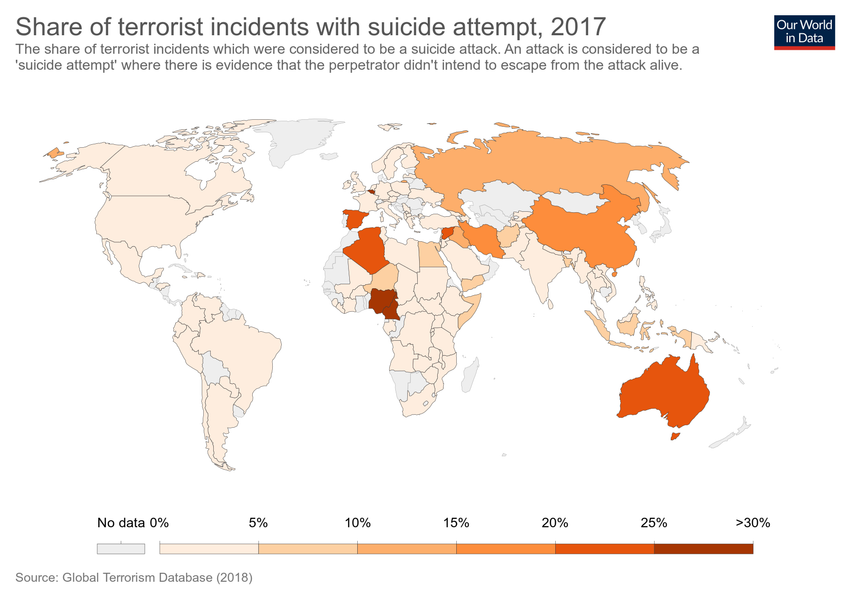 Share of terrorist incidents with suicide attempt, 2017
Our World
in Data
The share of terrorist incidents which were considered to be a suicide attack. An attack is considered to be a
'suicide attempt' where there is evidence that the perpetrator didn't intend to escape from the attack alive.
No data 0% 5% 10% 15% 20% 25% >30%
Source: Global Terrorism Database (2018)